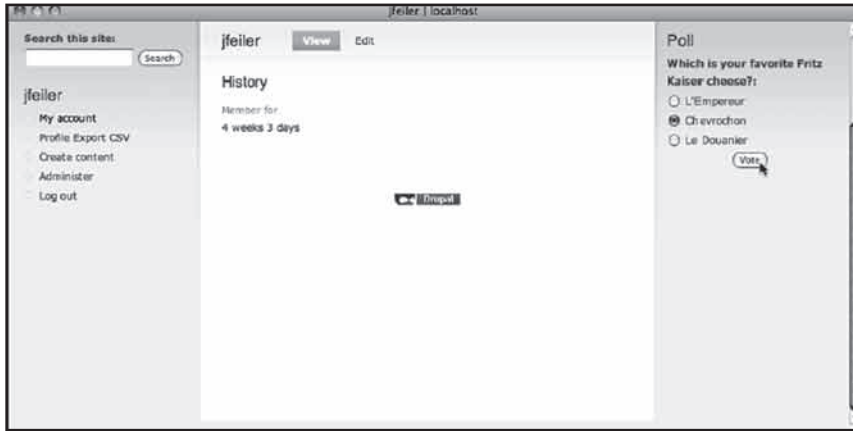 jfeiler | localhost
Search this site:
Search
jfeiler
My account
Profile Export CSV
Create content
Administer
Log out
jfeiler View Edit
History
Member for
4 weeks 3 days
Drupal
Poll
Which is your favorite Fritz
Kaiser cheese?:
L'Empereur
Chevrochon
Le Douanier
Vote